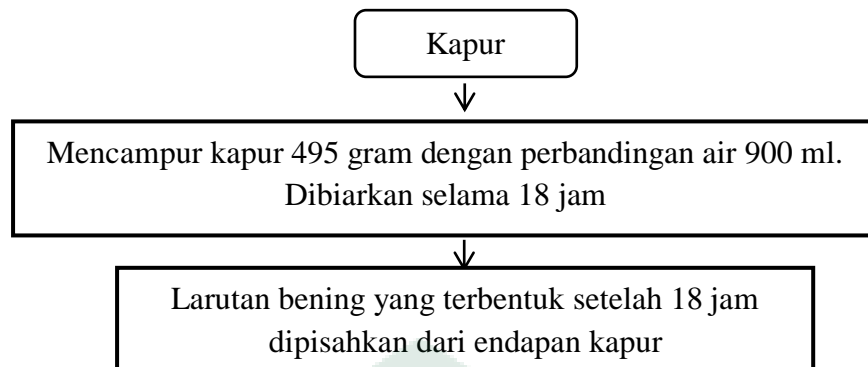 Kapur
Mencampur kapur 495 gram dengan perbandingan air 900 ml.
Dibiarkan selama 18 jam
Larutan bening yang terbentuk setelah 18 jam
dipisahkan dari endapan kapur